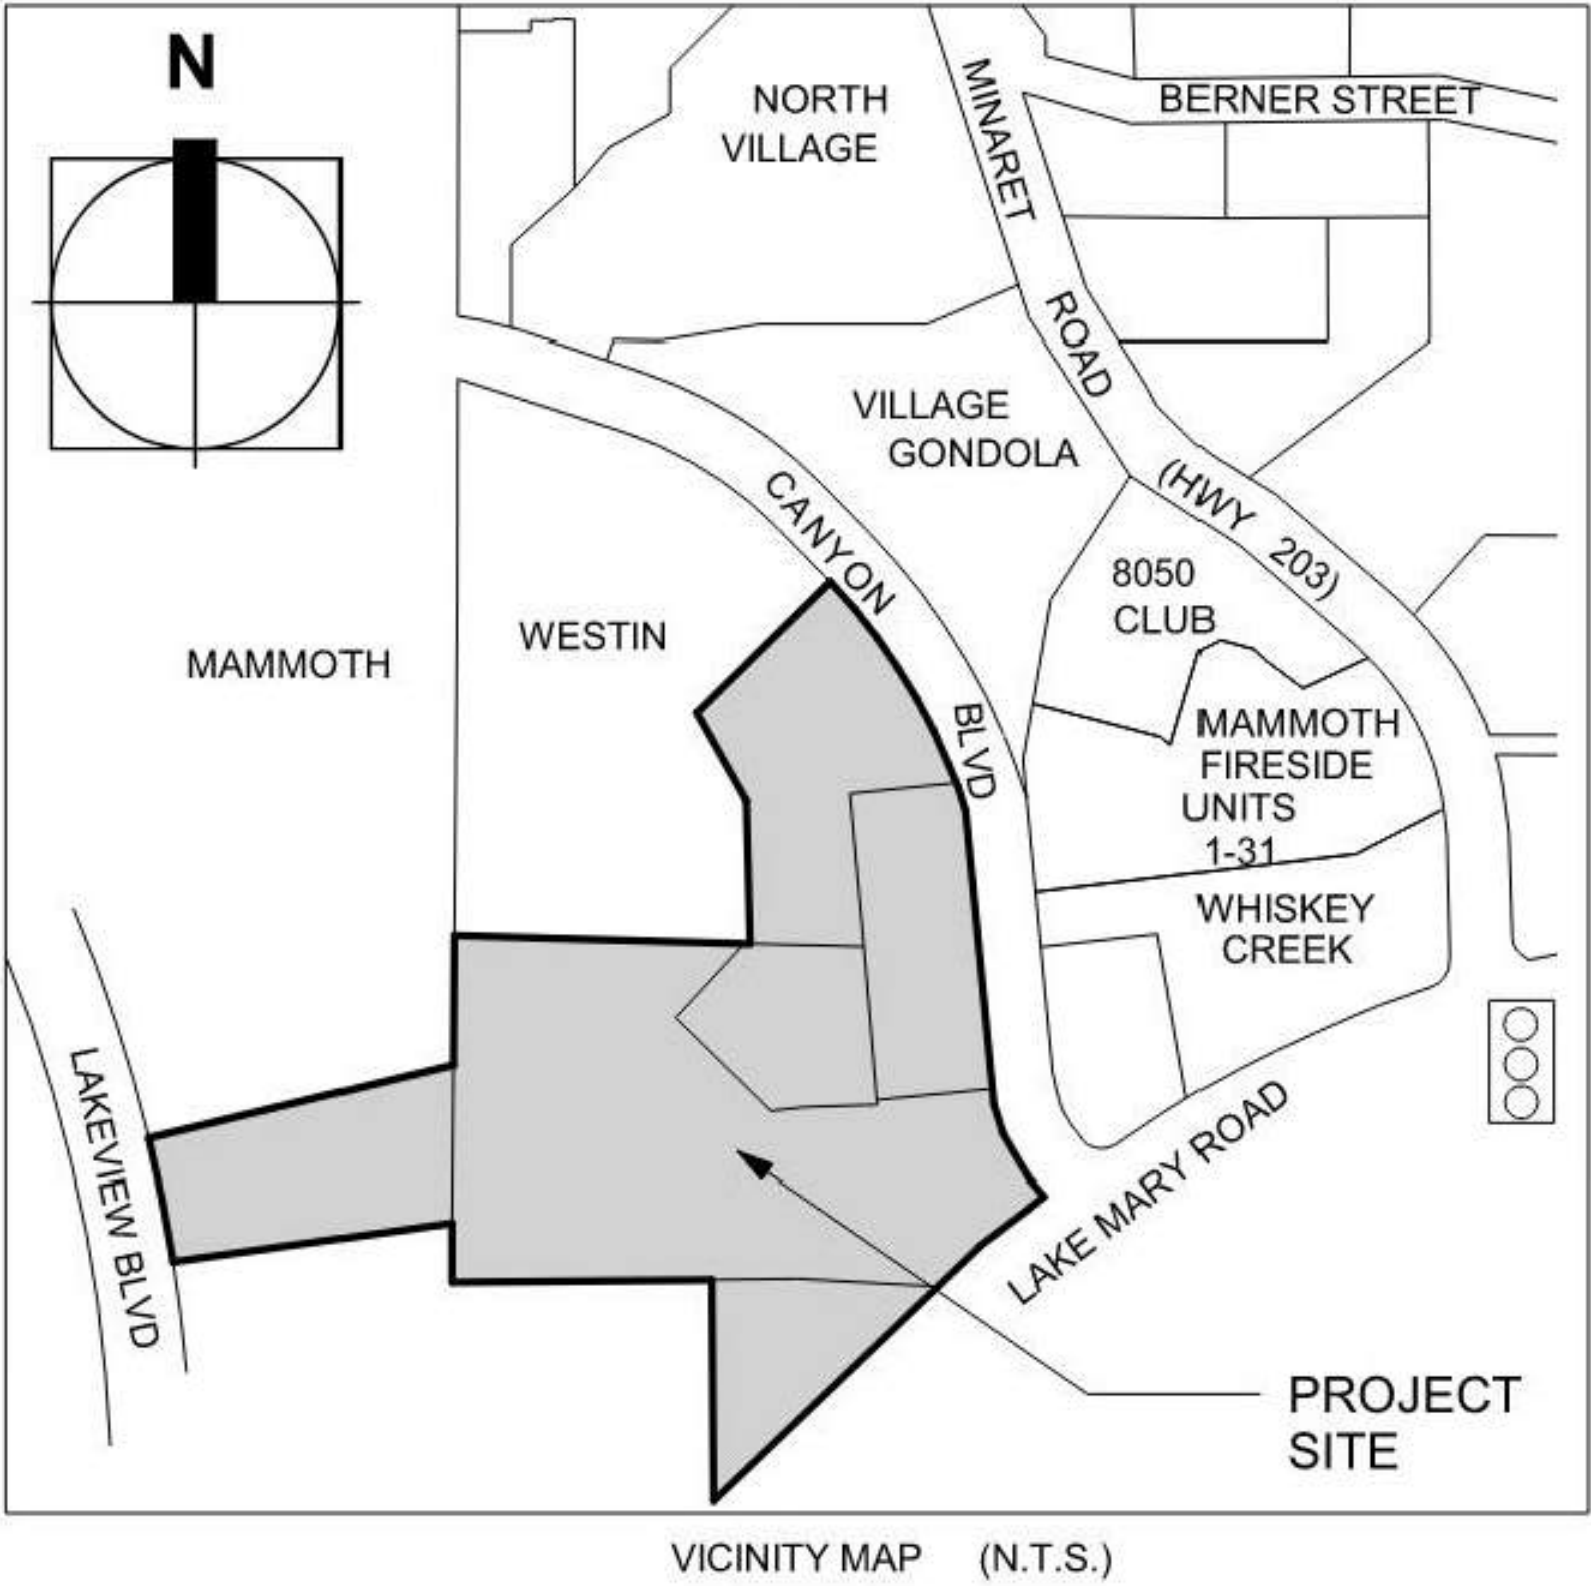 N
NORTH
VILLAGE
MINARET
ROAD
(HWY 203)
BERNER STREET
VILLAGE
GONDOLA
CANYON
BLVD
8050
CLUB
WESTIN
MAMMOTH
MAMMOTH
FIRESIDE
UNITS
1-31
WHISKEY
CREEK
LAKEVIEW BLVD
LAKE MARY ROAD
PROJECT
SITE
VICINITY MAP (N.T.S.)